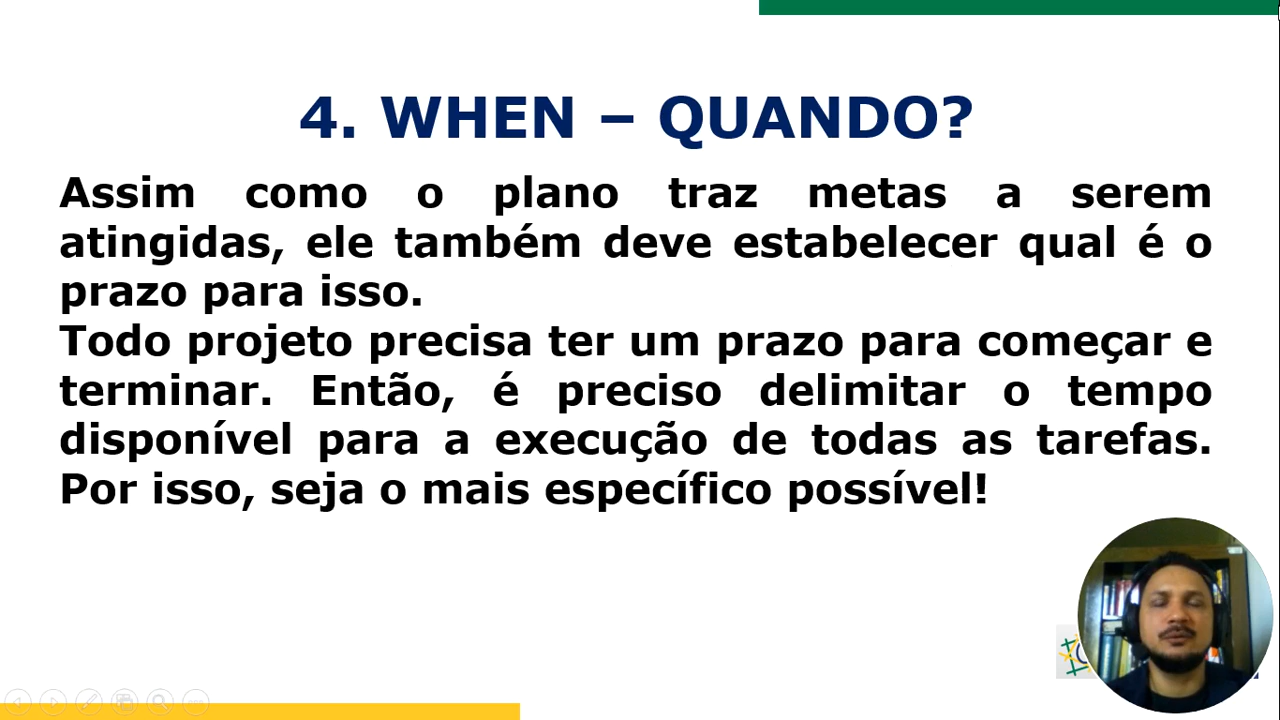 4. WHEN – QUANDO?
Assim como o plano traz metas a serem
atingidas, ele também deve estabelecer qual é o
prazo para isso.
Todo projeto precisa ter um prazo para começar e
terminar. Então, é preciso delimitar o tempo
disponível para a execução de todas as tarefas.
Por isso, seja o mais específico possível!